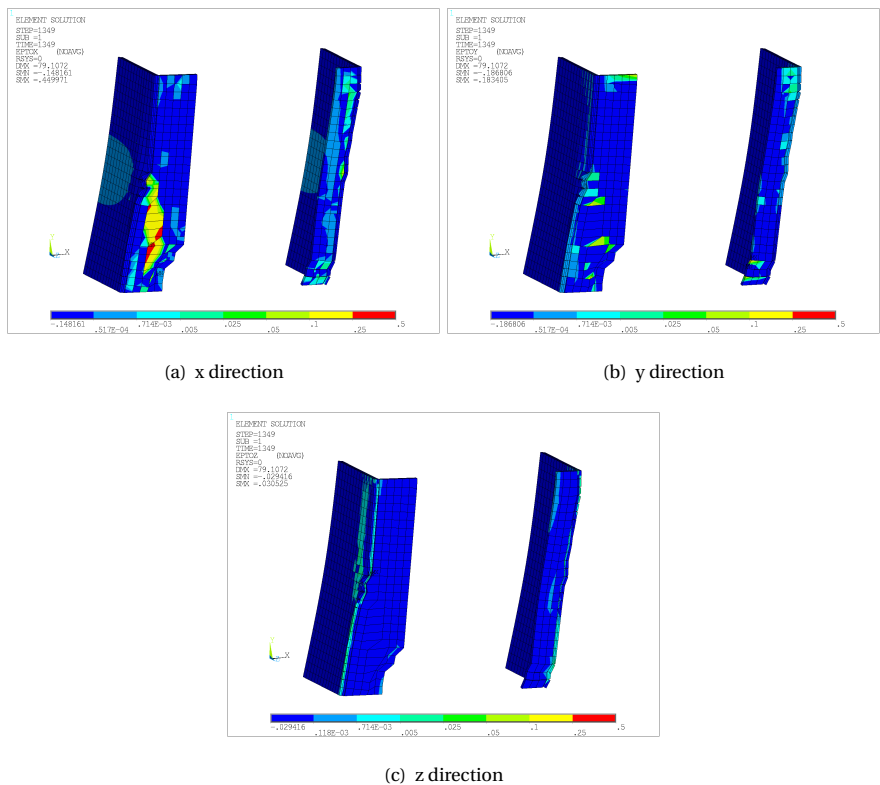 1
ELEMENT SOLUTION
STEP=1349
SUB =1
TIME=1349
EPTOX (NOAVG)
RSYS=0
DMX =79.1072
SMN =-.148161
SMX =.449971
Y
Z X
-.148161 .517E-04 .714E-03 .005 .025 .05 .1 .25 .5
(a) x direction
1
ELEMENT SOLUTION
STEP=1349
SUB =1
TIME=1349
EPTOY (NOAVG)
RSYS=0
DMX =79.1072
SMN =-.186806
SMX =.183405
Y
Z X
-.186806 .517E-04 .714E-03 .005 .025 .05 .1 .25 .5
(b) y direction
1
ELEMENT SOLUTION
STEP=1349
SUB =1
TIME=1349
EPTOZ (NOAVG)
RSYS=0
DMX =79.1072
SMN =-.029416
SMX =.030525
Y
Z X
-.029416 .118E-03 .714E-03 .005 .025 .05 .1 .25 .5
(c) z direction